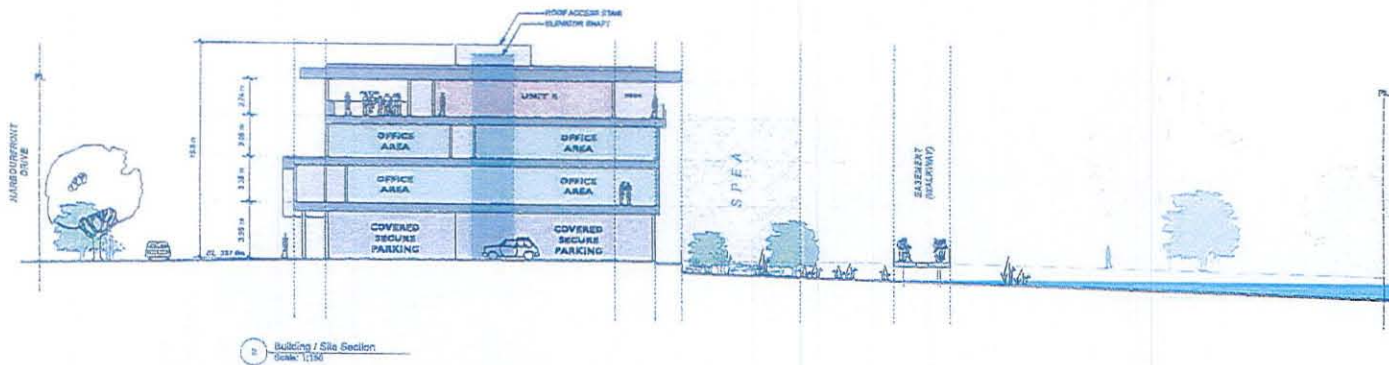 ROOF ACCESS STAIR
ELEVATOR SHAFT
HARBOURFRONT
DRIVE
UNIT 5
OFFICE
AREA
OFFICE
AREA
OFFICE
AREA
OFFICE
AREA
COVERED
SECURE
PARKING
COVERED
SECURE
PARKING
SPEA
EASEMENT
(WALKWAY)
Building / Site Section